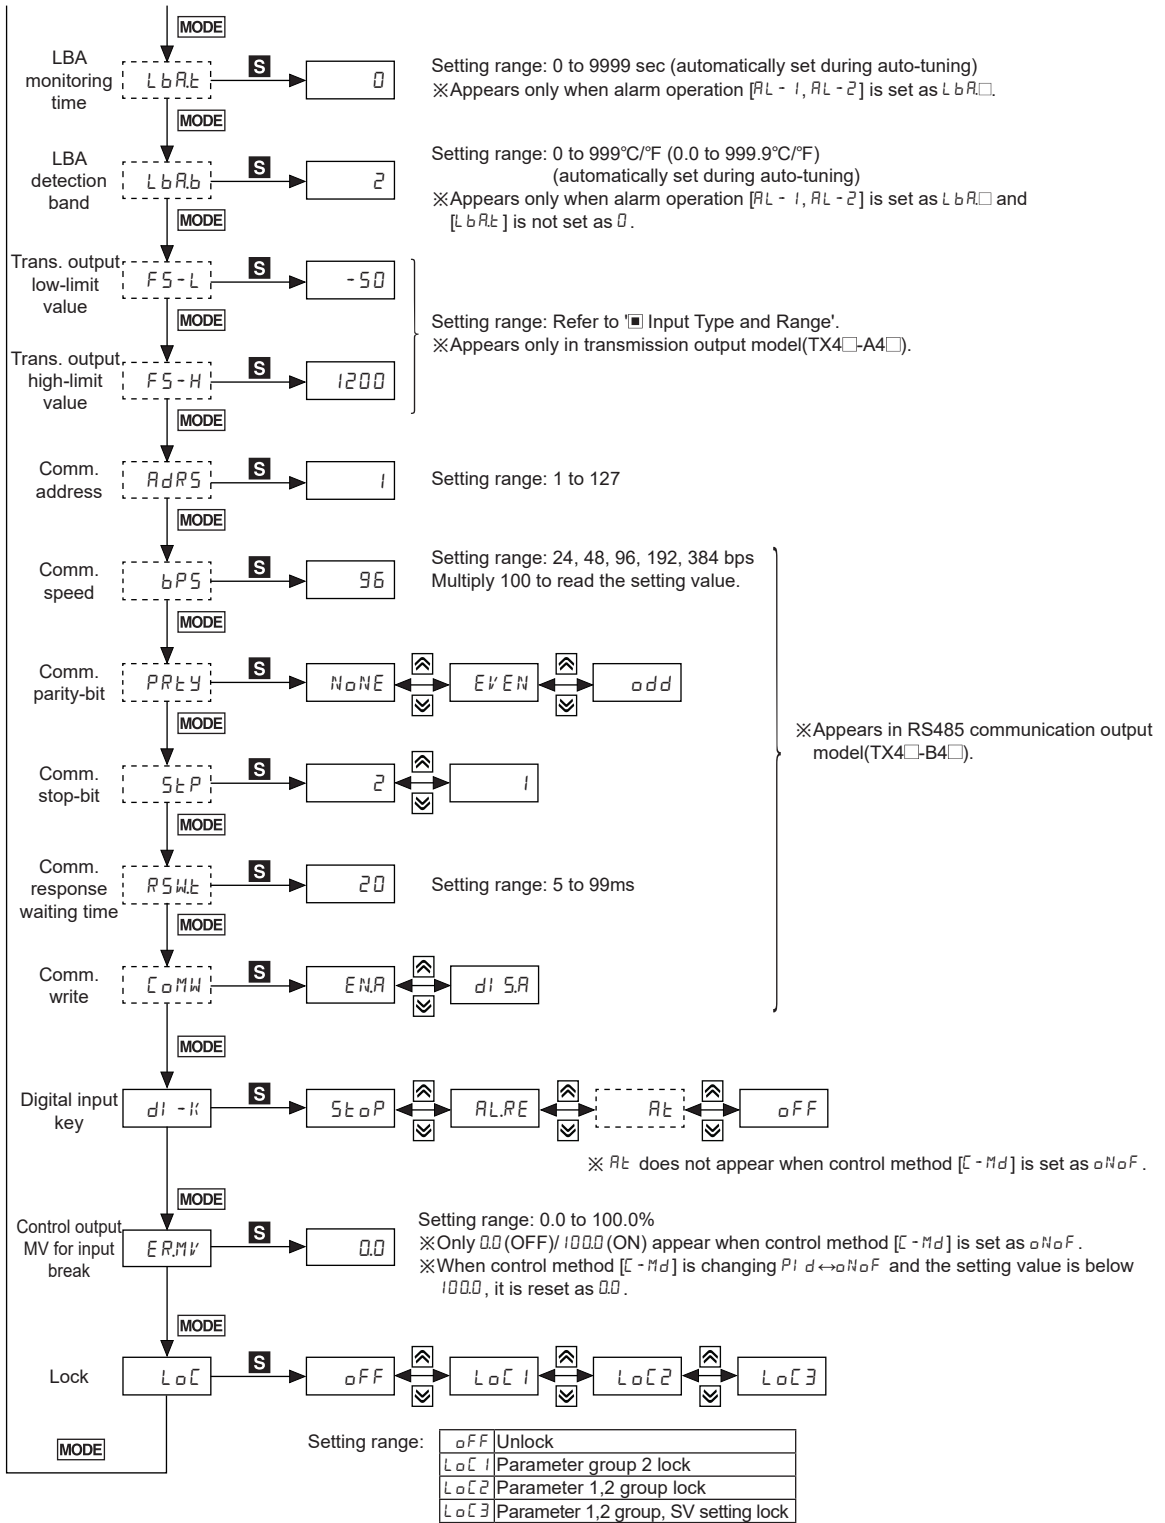 MODE
LBA
monitoring
time
LbA.t
S
0
Setting range: 0 to 9999 sec (automatically set during auto-tuning)
※Appears only when alarm operation [AL-1, AL-2] is set as LbA.□.
MODE
LBA
detection
band
LbA.b
S
2
Setting range: 0 to 999℃/℉ (0.0 to 999.9℃/℉)
(automatically set during auto-tuning)
※Appears only when alarm operation [AL-1, AL-2] is set as LbA.□ and
[LbA.t] is not set as 0.
MODE
Trans. output
low-limit
value
FS-L
S
-50
MODE
Setting range: Refer to '▣ Input Type and Range'.
※Appears only in transmission output model(TX4□-A4□).
Trans. output
high-limit
value
FS-H
S
1200
MODE
Comm.
address
AdRS
S
1
Setting range: 1 to 127
MODE
Comm.
speed
bPS
S
96
Setting range: 24, 48, 96, 192, 384 bps
Multiply 100 to read the setting value.
MODE
Comm.
parity-bit
PRtY
S
NoNE
EVEN
odd
MODE
※Appears in RS485 communication output
model(TX4□-B4□).
Comm.
stop-bit
StP
S
2
1
MODE
Comm.
response
waiting time
RSW.t
S
20
Setting range: 5 to 99ms
MODE
Comm.
write
CoMW
S
EN.A
dIS.A
MODE
Digital input
key
dI-K
S
StoP
AL.RE
At
oFF
※ At does not appear when control method [C-Md] is set as oNoF.
MODE
Control output
MV for input
break
ER.MV
S
0.0
Setting range: 0.0 to 100.0%
※Only 0.0 (OFF)/ 100.0 (ON) appear when control method [C-Md] is set as oNoF.
※When control method [C-Md] is changing PId↔oNoF and the setting value is below
100.0, it is reset as 0.0.
MODE
Lock
LoC
S
oFF
LoC1
LoC2
LoC3
MODE
Setting range:
oFF Unlock
LoC1 Parameter group 2 lock
LoC2 Parameter 1,2 group lock
LoC3 Parameter 1,2 group, SV setting lock